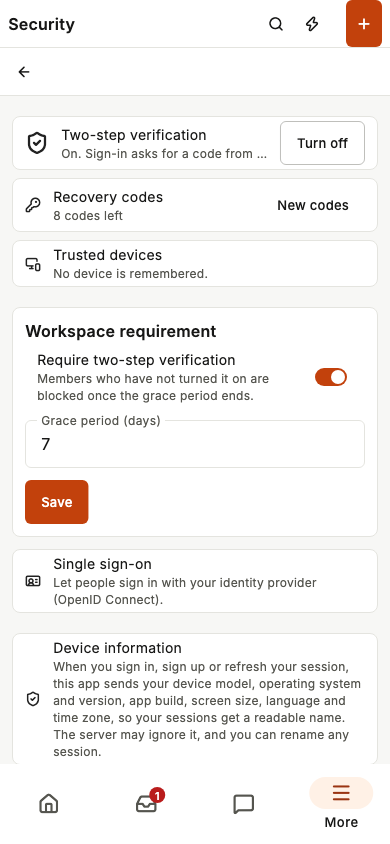 Security
Two-step verification
On. Sign-in asks for a code from ...
Turn off
Recovery codes
8 codes left
New codes
Trusted devices
No device is remembered.
Workspace requirement
Require two-step verification
Members who have not turned it on are
blocked once the grace period ends.
Grace period (days)
7
Save
Single sign-on
Let people sign in with your identity provider
(OpenID Connect).
Device information
When you sign in, sign up or refresh your session,
this app sends your device model, operating system
and version, app build, screen size, language and
time zone, so your sessions get a readable name.
The server may ignore it, and you can rename any
session.
1
More